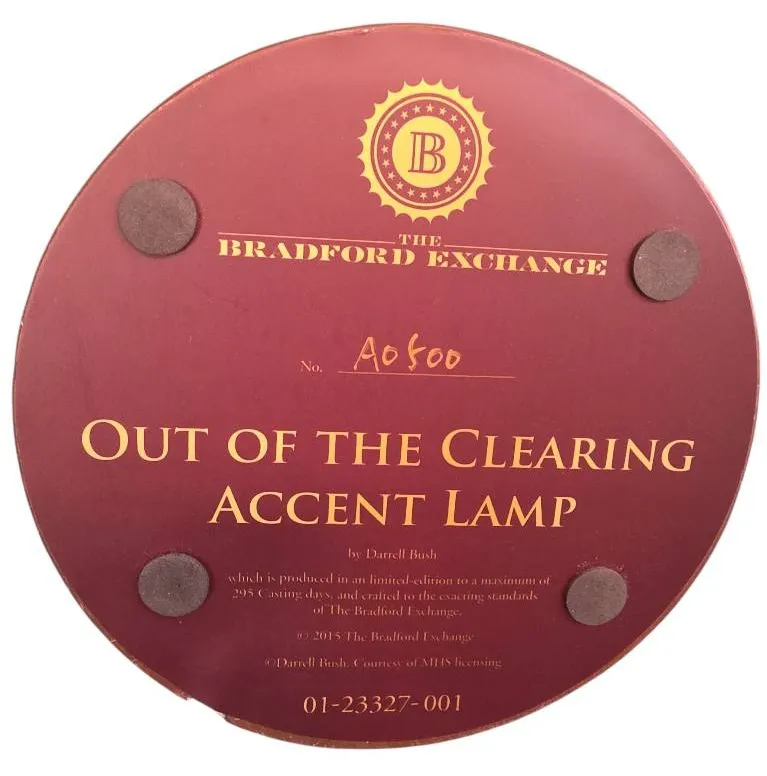 B
THE
BRADFORD EXCHANGE
No. A0500
OUT OF THE CLEARING
ACCENT LAMP
by Darrell Bush
which is produced in an limited-edition to a maximum of
295 Casting days, and crafted to the exacting standards
of The Bradford Exchange.
© 2015 The Bradford Exchange
©Darrell Bush. Courtesy of MHS licensing
01-23327-001